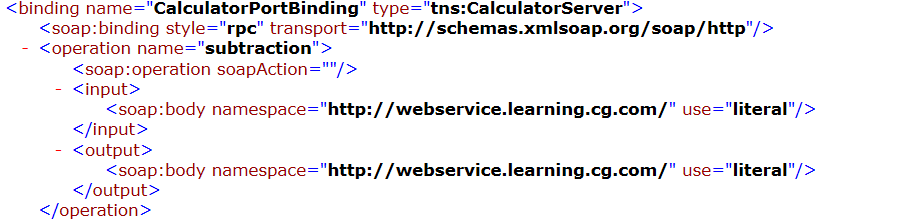 <binding name="CalculatorPortBinding" type="tns:CalculatorServer">
<soap:binding style="rpc" transport="http://schemas.xmlsoap.org/soap/http"/>
- <operation name="subtraction">
<soap:operation soapAction=""/>
- <input>
<soap:body namespace="http://webservice.learning.cg.com/" use="literal"/>
</input>
- <output>
<soap:body namespace="http://webservice.learning.cg.com/" use="literal"/>
</output>
</operation>